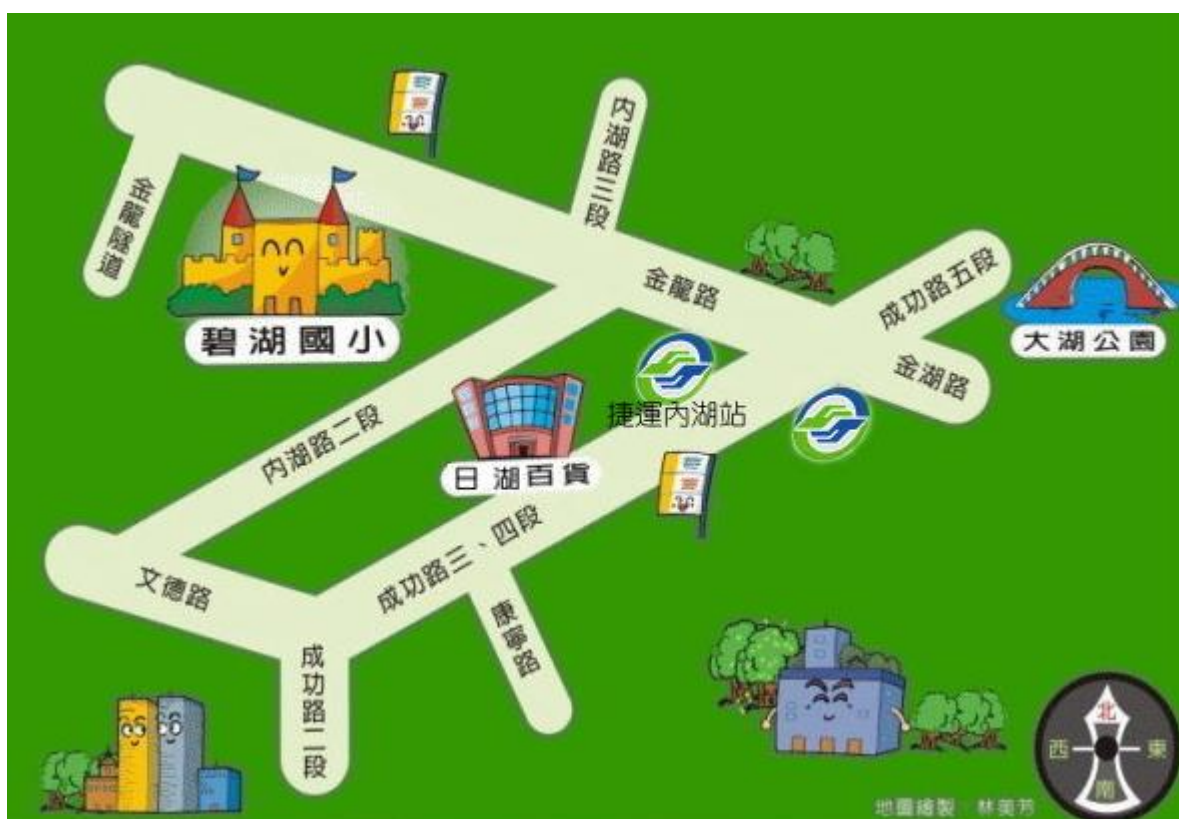 內湖路三段
金龍隧道
金龍路
成功路五段
碧湖國小
大湖公園
金湖路
捷運內湖站
內湖路二段
日湖百貨
成功路三、四段
文德路
康寧路
成功路二段
北
西
東
南
地圖繪製：林美芳